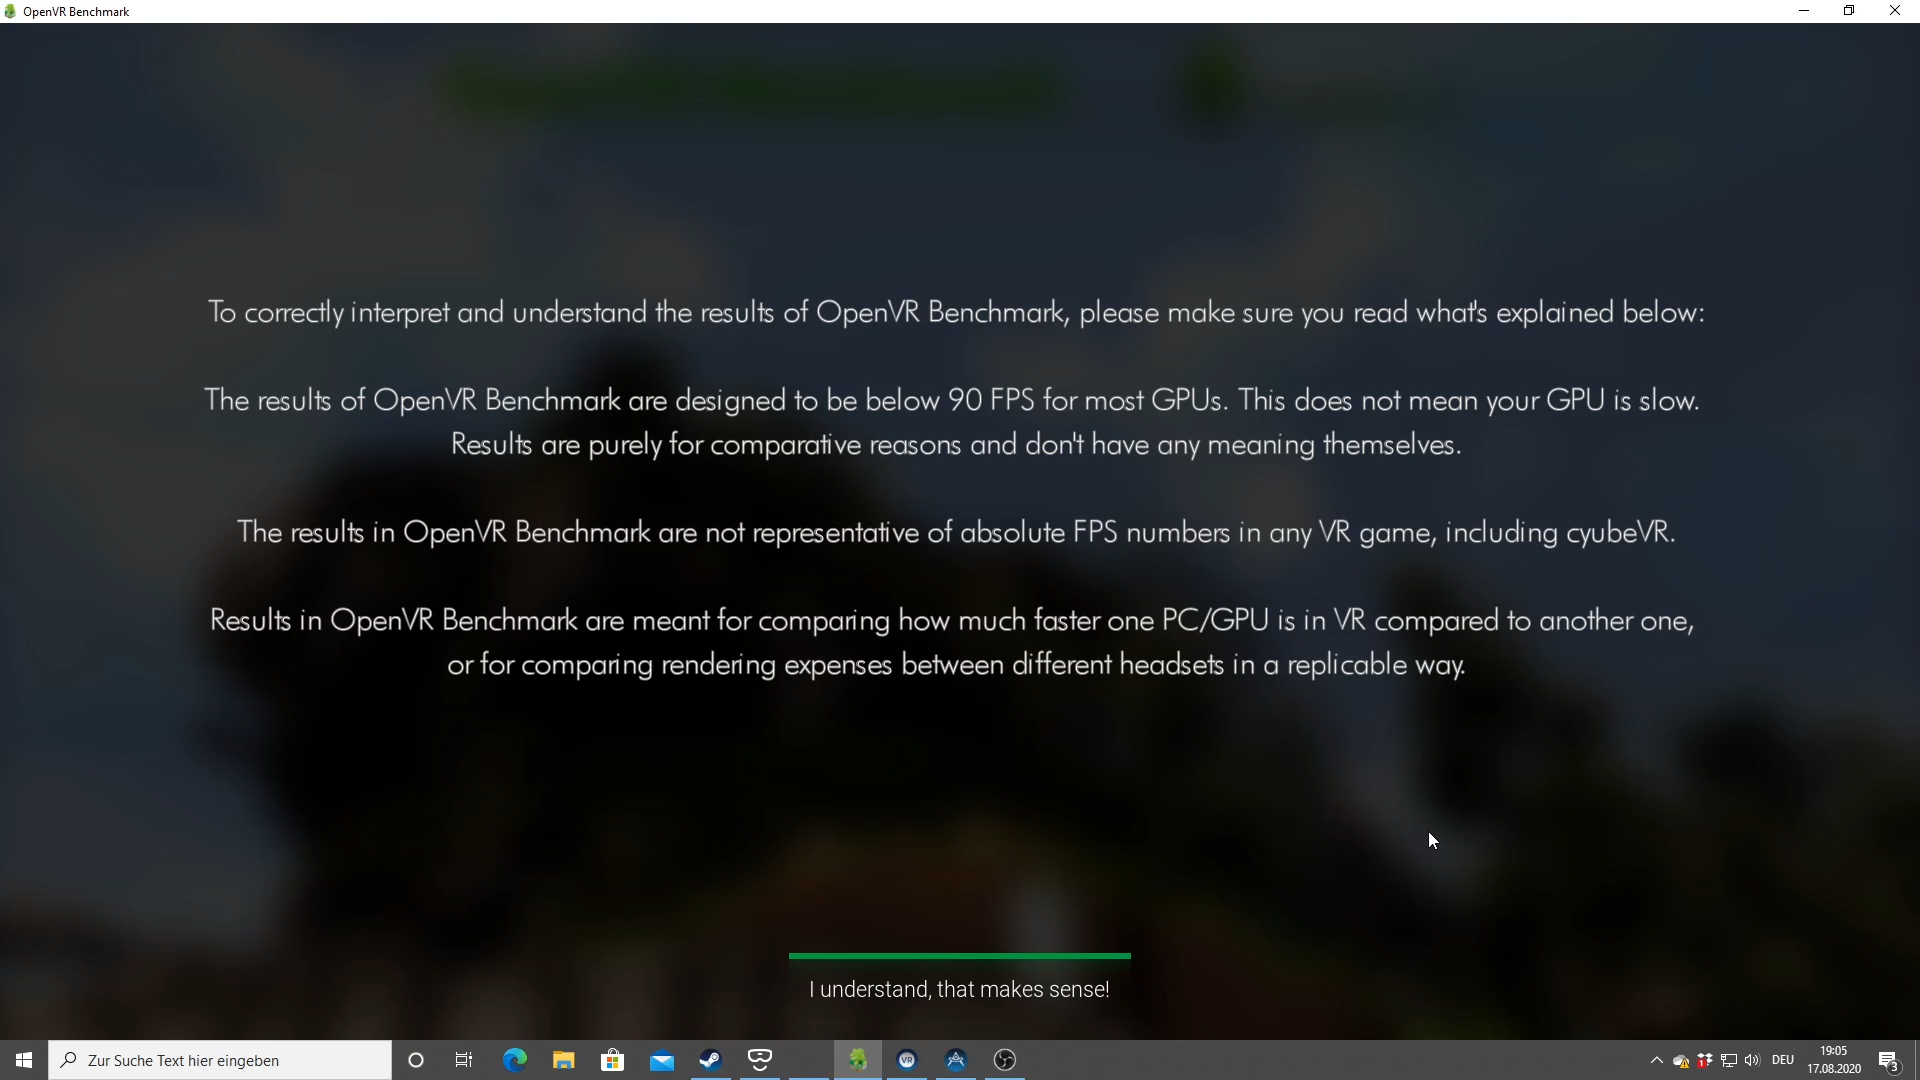 OpenVR Benchmark
To correctly interpret and understand the results of OpenVR Benchmark, please make sure you read what's explained below:
The results of OpenVR Benchmark are designed to be below 90 FPS for most GPUs. This does not mean your GPU is slow.
Results are purely for comparative reasons and don't have any meaning themselves.
The results in OpenVR Benchmark are not representative of absolute FPS numbers in any VR game, including cyubeVR.
Results in OpenVR Benchmark are meant for comparing how much faster one PC/GPU is in VR compared to another one,
or for comparing rendering expenses between different headsets in a replicable way.
I understand, that makes sense!
Zur Suche Text hier eingeben
VR
1
DEU
19:05
17.08.2020
3